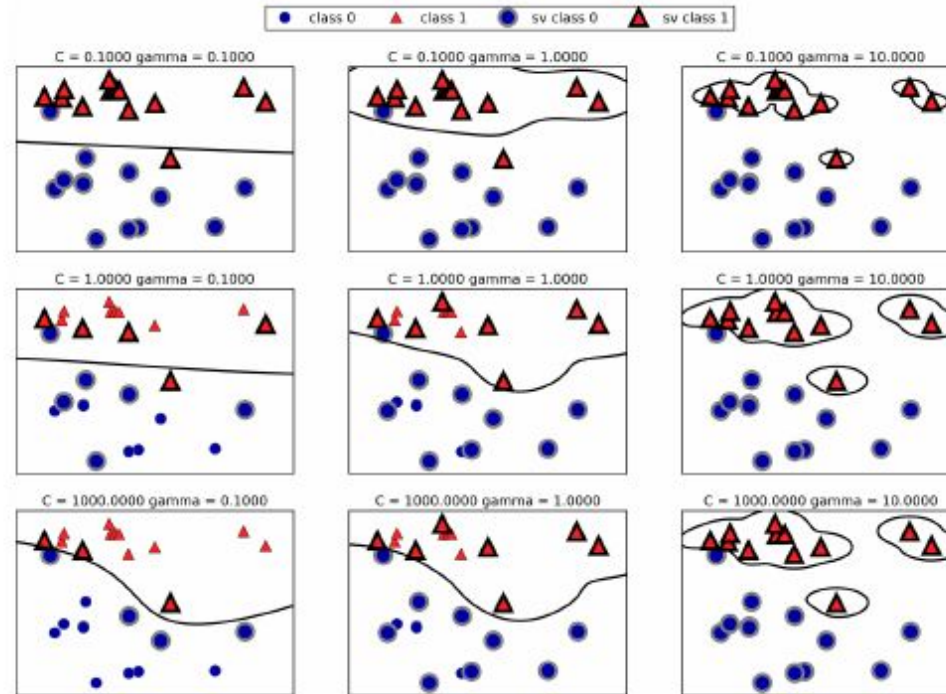 class 0 class 1 sv class 0 sv class 1
C = 0.1000 gamma = 0.1000 C = 0.1000 gamma = 1.0000 C = 0.1000 gamma = 10.0000
C = 1.0000 gamma = 0.1000 C = 1.0000 gamma = 1.0000 C = 1.0000 gamma = 10.0000
C = 1000.0000 gamma = 0.1000 C = 1000.0000 gamma = 1.0000 C = 1000.0000 gamma = 10.0000